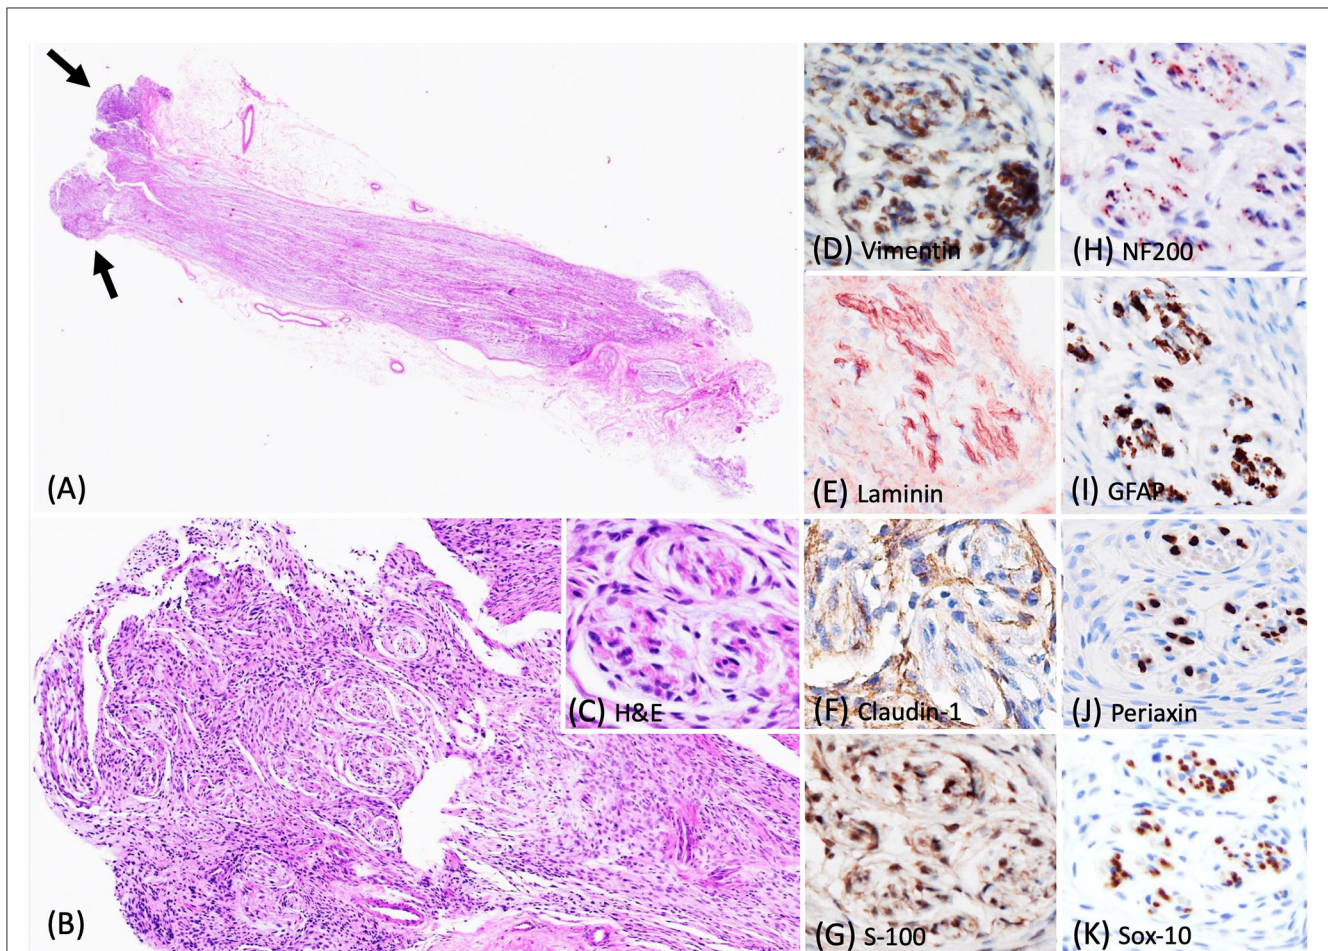 (A)
(B)
(C) H&E
(D) Vimentin
(E) Laminin
(F) Claudin-1
(G) S-100
(H) NF200
(I) GFAP
(J) Periaxin
(K) Sox-10